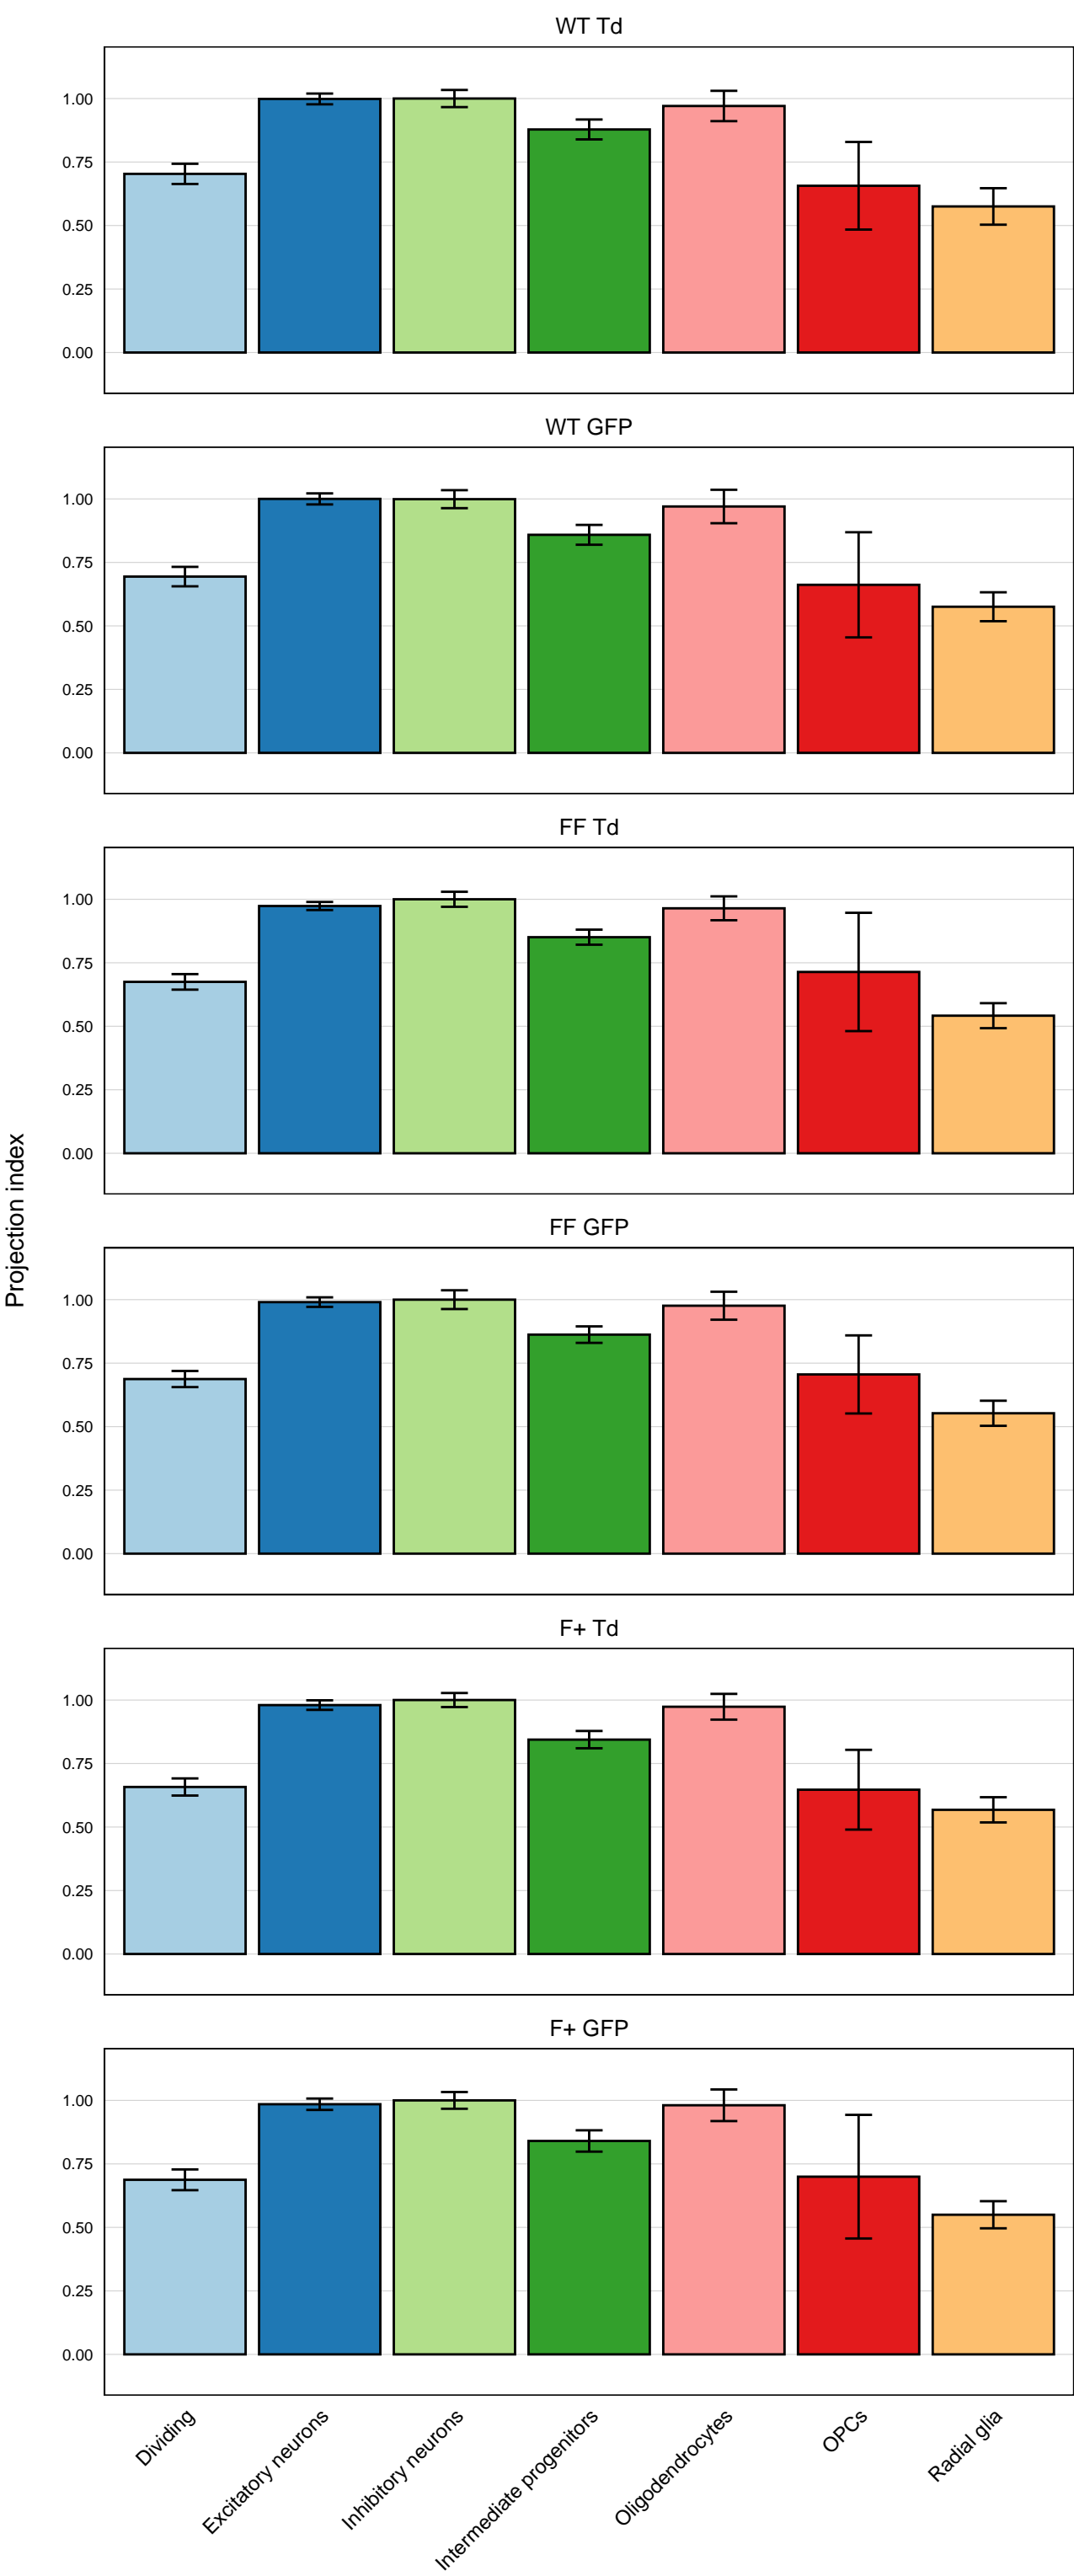 WT Td
1.00
0.75
0.50
0.25
0.00
WT GFP
1.00
0.75
0.50
0.25
0.00
FF Td
1.00
0.75
0.50
0.25
0.00
Projection index
FF GFP
1.00
0.75
0.50
0.25
0.00
F+ Td
1.00
0.75
0.50
0.25
0.00
F+ GFP
1.00
0.75
0.50
0.25
0.00
Dividing
Excitatory neurons
Inhibitory neurons
Intermediate progenitors
Oligodendrocytes
OPCs
Radial glia